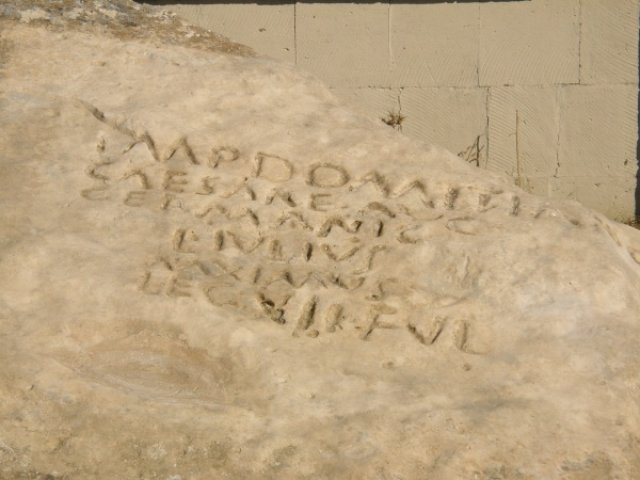 IMP DOMITIANO
CAESARE AVG
GERMANIC
L IVLIVS
MAXIMVS
LEG XII FVL